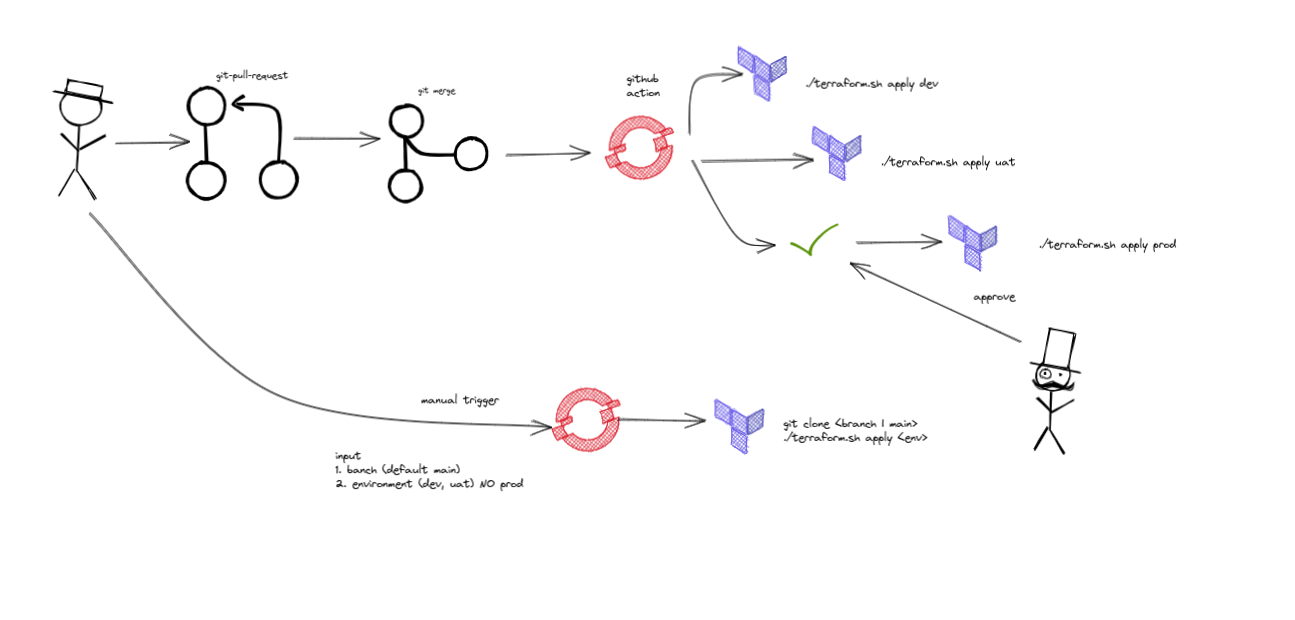 git-pull-request
git merge
github
action
./terraform.sh apply dev
./terraform.sh apply uat
./terraform.sh apply prod
approve
manual trigger
git clone <branch | main>
./terraform.sh apply <env>
input
1. banch (default main)
2. environment (dev, uat) NO prod